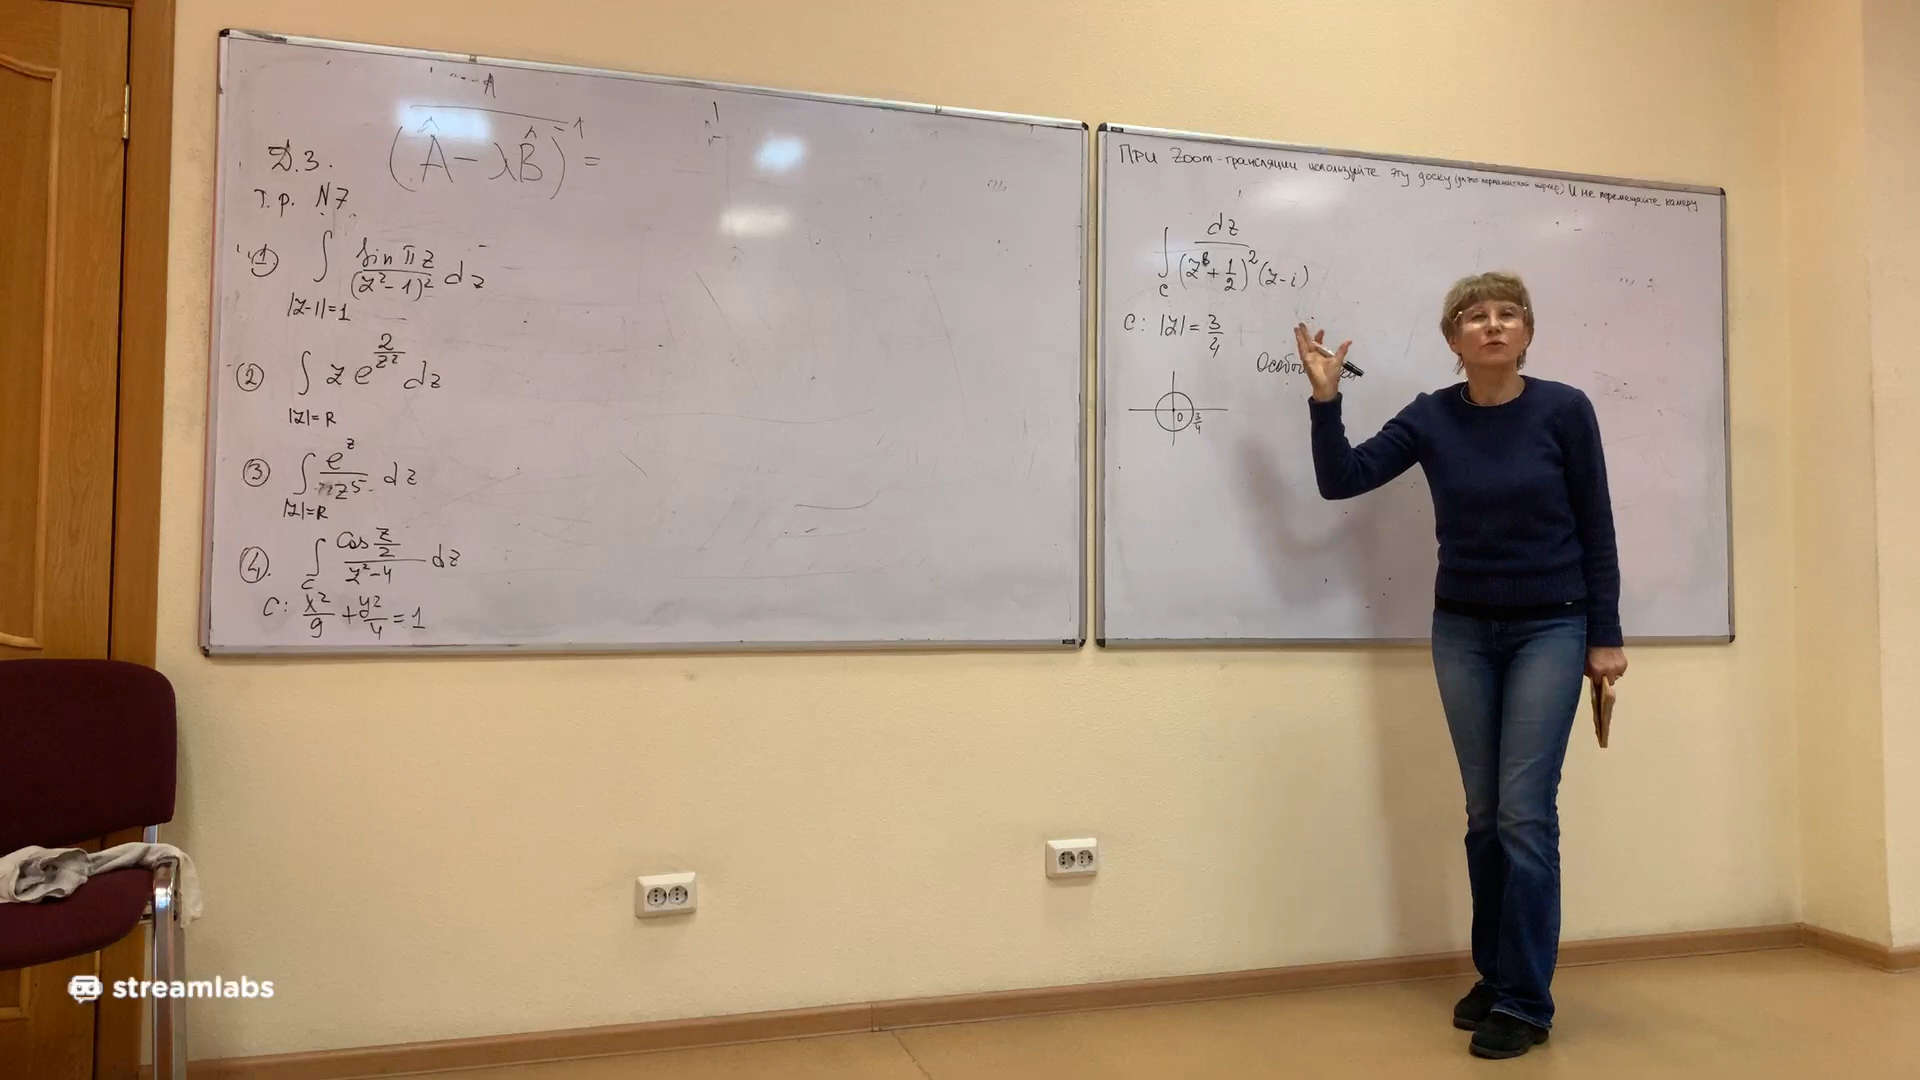 Д.З.
(Â - λB̂)⁻¹ =
Т.р. N7
① ∫ sin πz / (z² - 1)² dz
|z-1|=1
② ∫ z e^(2/z²) dz
|z|=R
③ ∫ e^z / z⁵ dz
|z|=R
④. ∫ cos z/2 / (z² - 4) dz
C
C: x²/9 + y²/4 = 1
ПРИ Zoom-трансляции используйте эту доску И не перемещайте камеру
∫ dz / (z + 1/2)² (z - i)
C
C: |z| = 3/4
0 3/4
streamlabs